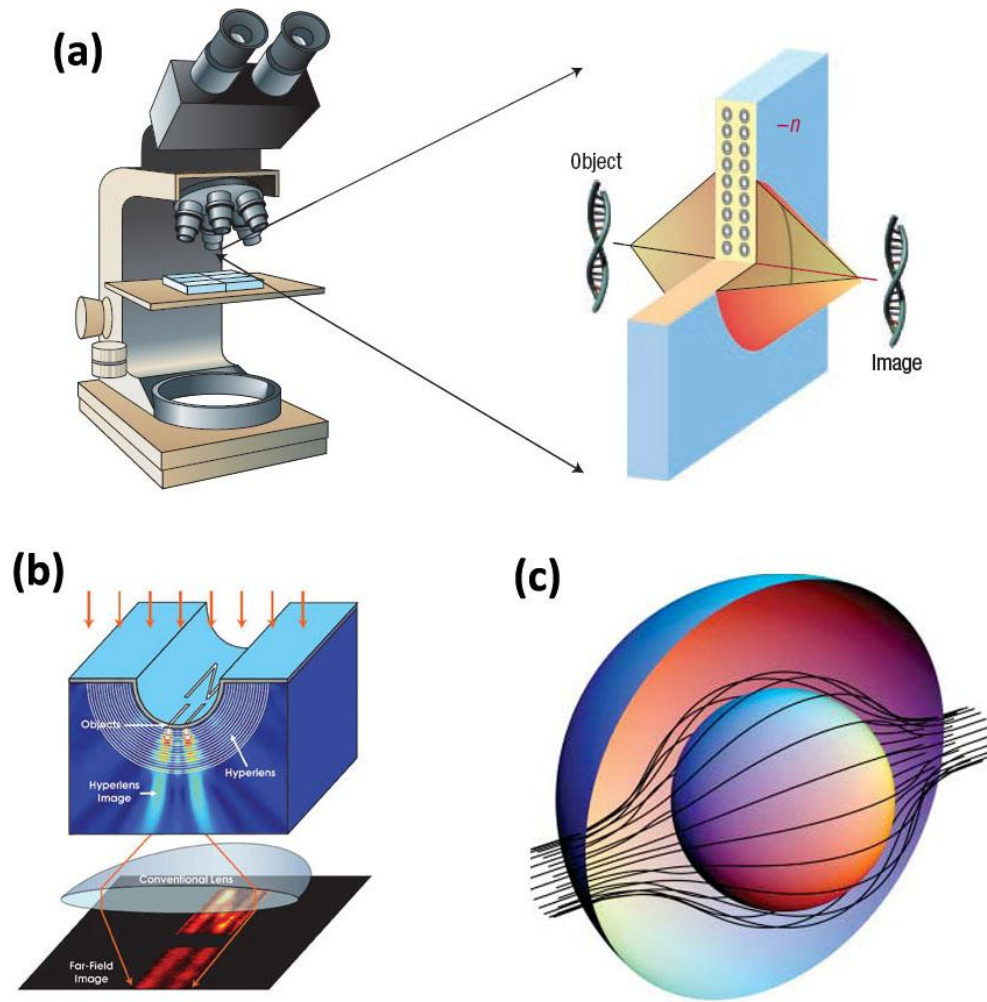 (a)
Object
−n
Image
(b)
Objects
Hyperlens
Hyperlens
Image
Conventional Lens
Far-Field
Image
(c)